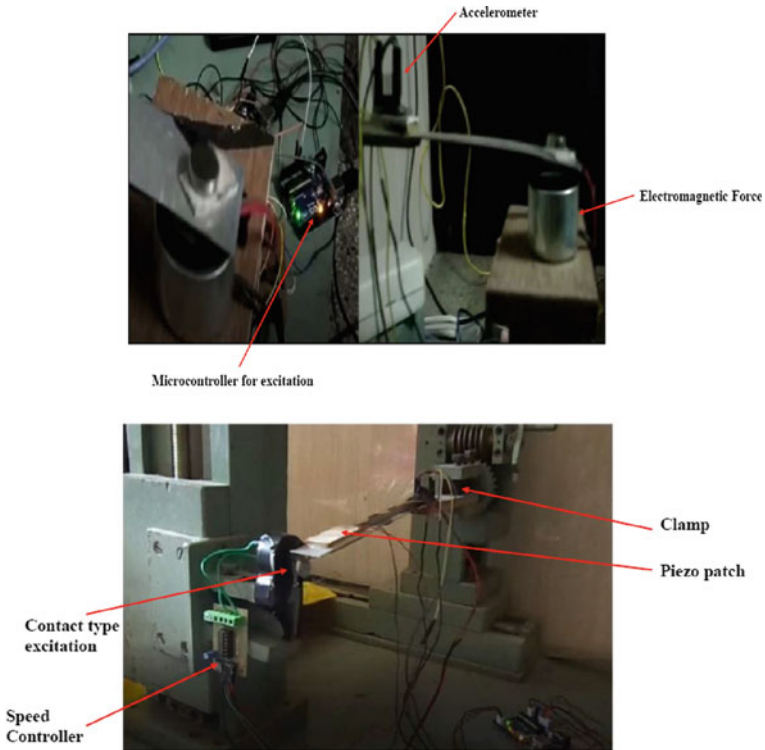 Accelerometer
Electromagnetic Force
Microcontroller for excitation
Clamp
Piezo patch
Contact type
excitation
Speed
Controller